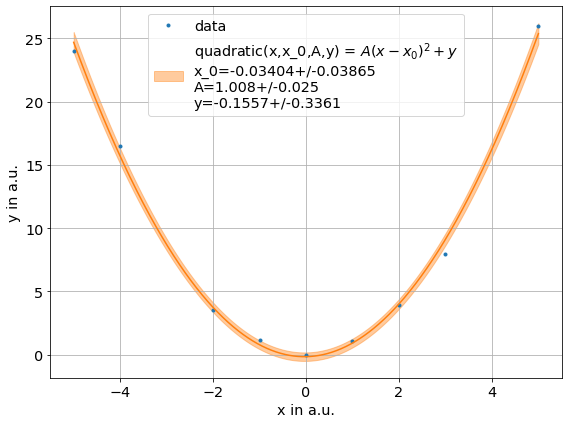 data
quadratic(x,x_0,A,y) = $A(x-x_0)^2+y$
x_0=-0.03404+/-0.03865
A=1.008+/-0.025
y=-0.1557+/-0.3361
25
20
15
10
5
0
y in a.u.
−4 −2 0 2 4
x in a.u.